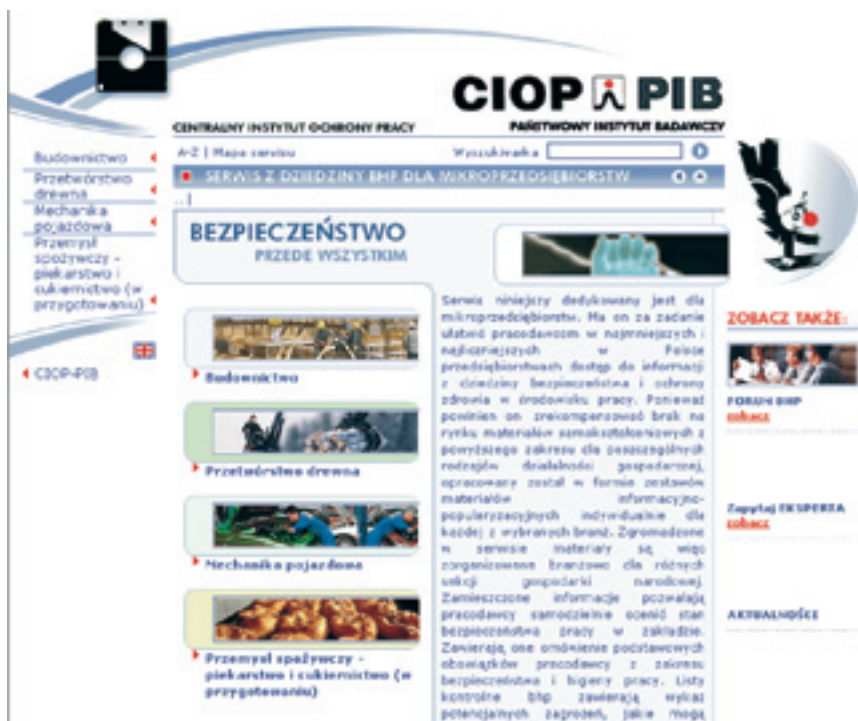 CIOP PIB
CENTRALNY INSTYTUT OCHRONY PRACY
PAŃSTWOWY INSTYTUT BADAWCZY
A-Z | Mapa serwisu
Wyszukiwarka
SERWIS Z DZIEDZINY BHP DLA MIKROPRZEDSIĘBIORSTW
.. |
Budownictwo
Przetwórstwo
drewna
Mechanika
pojazdowa
Przemysł
spożywczy -
piekarstwo i
cukiernictwo (w
przygotowaniu)
CIOP-PIB
BEZPIECZEŃSTWO
PRZEDE WSZYSTKIM
Budownictwo
Przetwórstwo drewna
Mechanika pojazdowa
Przemysł spożywczy -
piekarstwo i cukiernictwo (w
przygotowaniu)
Serwis niniejszy dedykowany jest dla
mikroprzedsiębiorstw. Ma on za zadanie
ułatwić pracodawcom w najmniejszych i
najliczniejszych w Polsce
przedsiębiorstwach dostęp do informacji
z dziedziny bezpieczeństwa i ochrony
zdrowia w środowisku pracy. Ponieważ
powinien on zrekompensować brak na
rynku materiałów samokształceniowych z
powyższego zakresu dla poszczególnych
rodzajów działalności gospodarczej,
opracowany został w formie zestawów
materiałów informacyjno-
popularyzacyjnych indywidualnie dla
każdej z wybranych branż. Zgromadzone
w serwisie materiały są więc
zorganizowane branżowo dla różnych
sekcji gospodarki narodowej.
Zamieszczone informacje pozwalają
pracodawcy samodzielnie ocenić stan
bezpieczeństwa pracy w zakładzie.
Zawierają one omówienie podstawowych
obowiązków pracodawcy z zakresu
bezpieczeństwa i higieny pracy. Listy
kontrolne bhp zawierają wykaz
potencjalnych zagrożeń, jakie mogą
ZOBACZ TAKŻE:
FORUM BHP
zobacz
Zapytaj EKSPERTA
zobacz
AKTUALNOŚCI